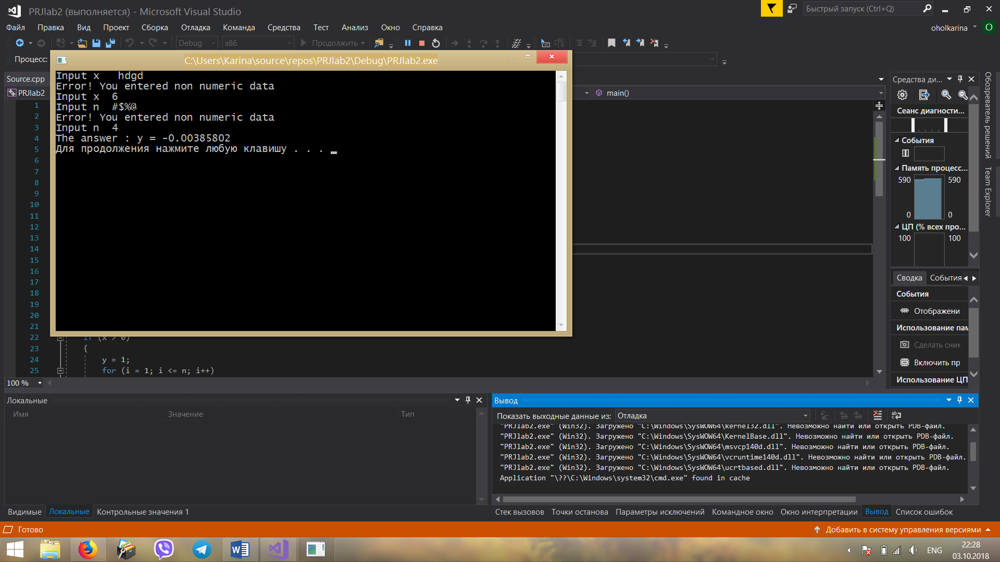 PRJlab2 (выполняется) - Microsoft Visual Studio
Быстрый запуск (Ctrl+Q)
Файл Правка Вид Проект Сборка Отладка Команда Средства Тест Анализ Окно Справка
oholkarina O
Debug x86 Продолжить
Процесс:
C:\Users\Karina\source\repos\PRJlab2\Debug\PRJlab2.exe
Input x hdgd
Error! You entered non numeric data
Input x 6
Input n #$%@
Error! You entered non numeric data
Input n 4
The answer : y = -0.00385802
Для продолжения нажмите любую клавишу . . .
Source.cpp
PRJlab2
main()
1
2
3
4
5
6
7
8
9
10
11
12
13
14
15
16
17
18
19
20
21
22 if (x > 0)
23 {
24 y = 1;
25 for (i = 1; i <= n; i++)
100 %
Средства ди...
Сеанс диагности...
События
Память процесс...
590 590
0 0
ЦП (% всех про...
100 100
Сводка События
События
Отображени
Использование пам
Сделать сним
Включить пр
Использование ЦП
Обозреватель решений
Team Explorer
Локальные
Имя Значение Тип
Видимые Локальные Контрольные значения 1
Вывод
Показать выходные данные из: Отладка
"PRJlab2.exe" (Win32). Загружено "C:\Windows\SysWOW64\kernel32.dll". Невозможно найти или открыть PDB-файл.
"PRJlab2.exe" (Win32). Загружено "C:\Windows\SysWOW64\KernelBase.dll". Невозможно найти или открыть PDB-файл.
"PRJlab2.exe" (Win32). Загружено "C:\Windows\SysWOW64\msvcp140d.dll". Невозможно найти или открыть PDB-файл.
"PRJlab2.exe" (Win32). Загружено "C:\Windows\SysWOW64\vcruntime140d.dll". Невозможно найти или открыть PDB-файл.
"PRJlab2.exe" (Win32). Загружено "C:\Windows\SysWOW64\ucrtbased.dll". Невозможно найти или открыть PDB-файл.
Application "\??\C:\Windows\system32\cmd.exe" found in cache
Стек вызовов Точки останова Параметры исключений Командное окно Окно интерпретации Вывод Список ошибок
Готово
Добавить в систему управления версиями
ENG
22:28
03.10.2018